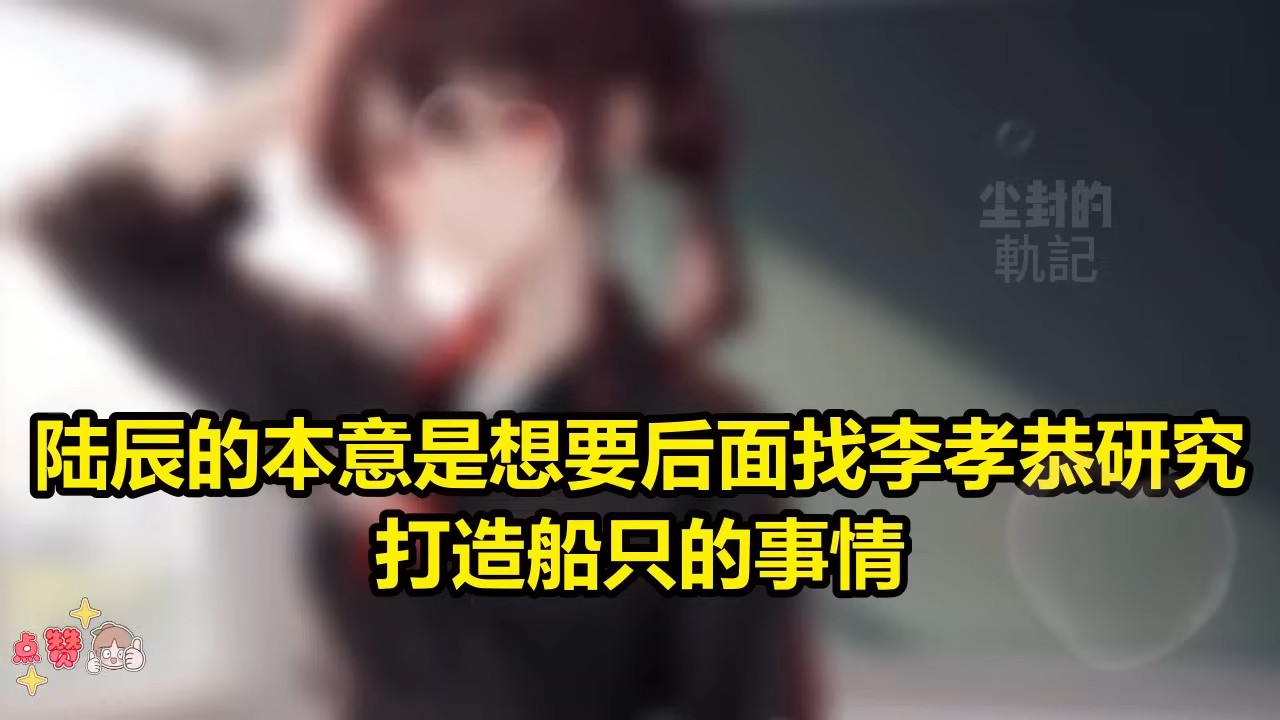 尘封的
軌記
陆辰的本意是想要后面找李孝恭研究
打造船只的事情
点赞